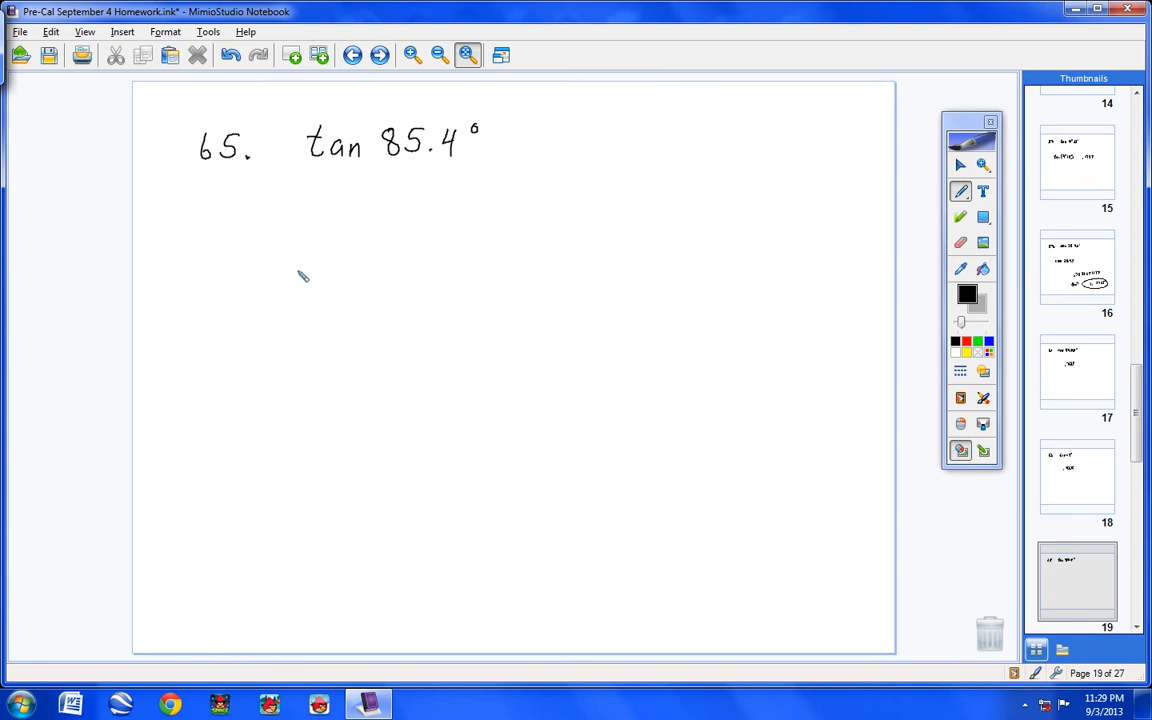 Pre-Cal September 4 Homework.ink* - MimioStudio Notebook
File Edit View Insert Format Tools Help
Thumbnails
65. tan 85.4°
14
15
16
17
18
19
Page 19 of 27
11:29 PM
9/3/2013